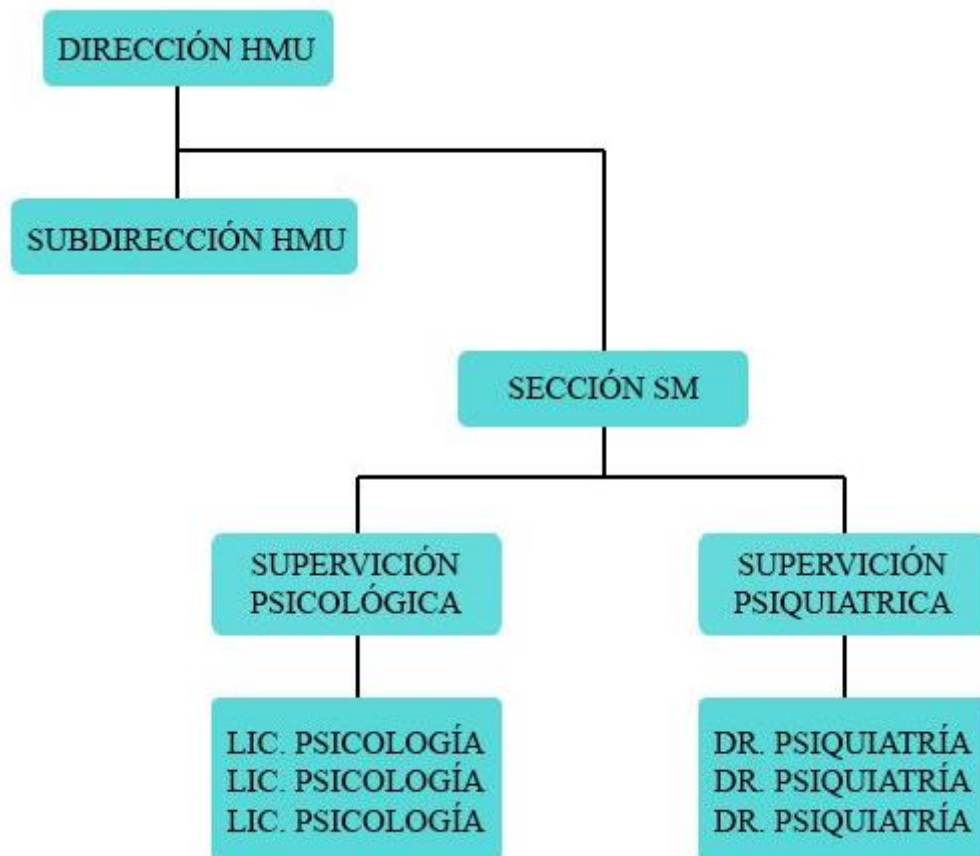 DIRECCIÓN HMU
SUBDIRECCIÓN HMU
SECCIÓN SM
SUPERVICIÓN
PSICOLÓGICA
SUPERVICIÓN
PSIQUIATRICA
LIC. PSICOLOGÍA
LIC. PSICOLOGÍA
LIC. PSICOLOGÍA
DR. PSIQUIATRÍA
DR. PSIQUIATRÍA
DR. PSIQUIATRÍA